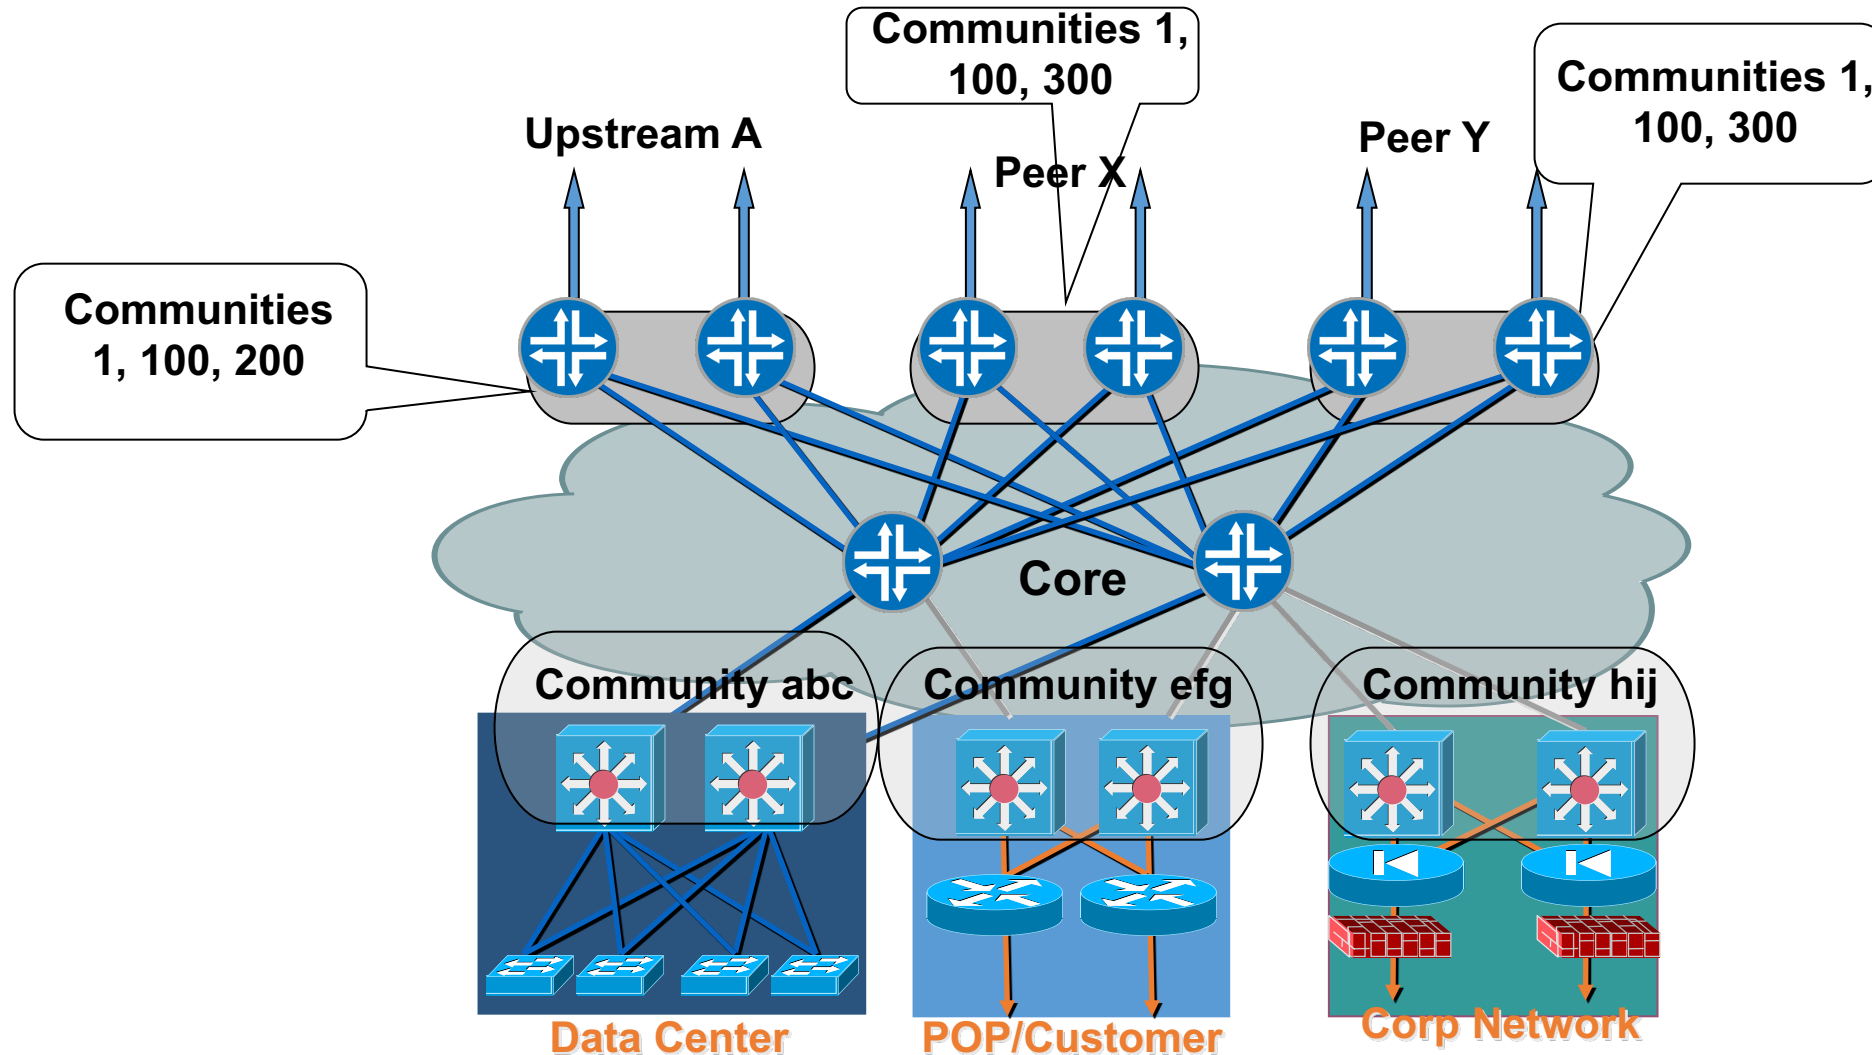 Communities 1,
100, 300
Communities 1,
100, 300
Upstream A
Peer X
Peer Y
Communities
1, 100, 200
Core
Community abc
Community efg
Community hij
Data Center
POP/Customer
Corp Network